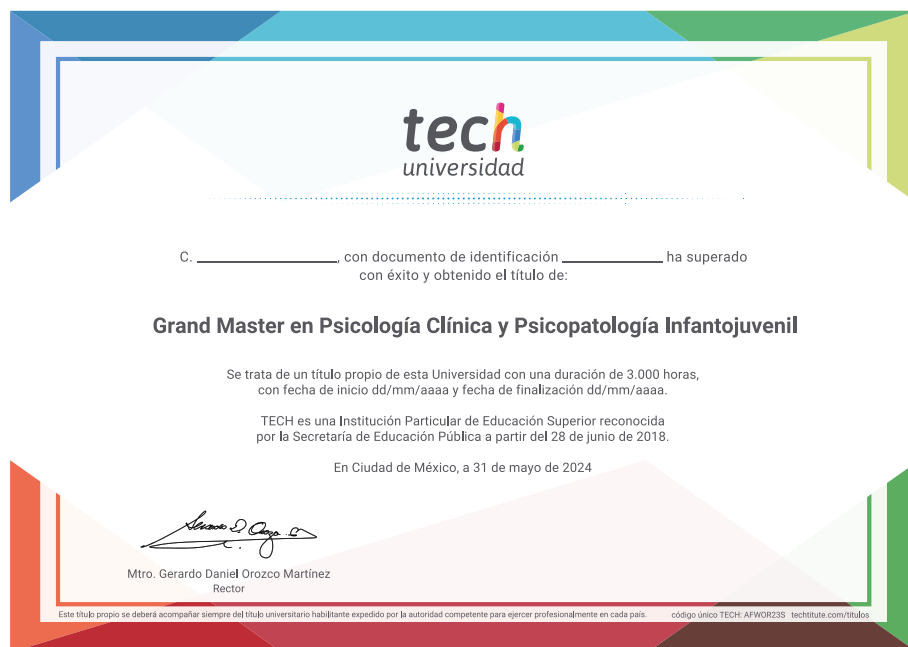 tech
universidad
C. ____________, con documento de identificación ____________ ha superado
con éxito y obtenido el título de:
Grand Master en Psicología Clínica y Psicopatología Infantojuvenil
Se trata de un título propio de esta Universidad con una duración de 3.000 horas,
con fecha de inicio dd/mm/aaaa y fecha de finalización dd/mm/aaaa.
TECH es una Institución Particular de Educación Superior reconocida
por la Secretaría de Educación Pública a partir del 28 de junio de 2018.
En Ciudad de México, a 31 de mayo de 2024
Mtro. Gerardo Daniel Orozco Martínez
Rector
Este título propio se deberá acompañar siempre del título universitario habilitante expedido por la autoridad competente para ejercer profesionalmente en cada país. código único TECH: AFWOR23S techtitute.com/titulos